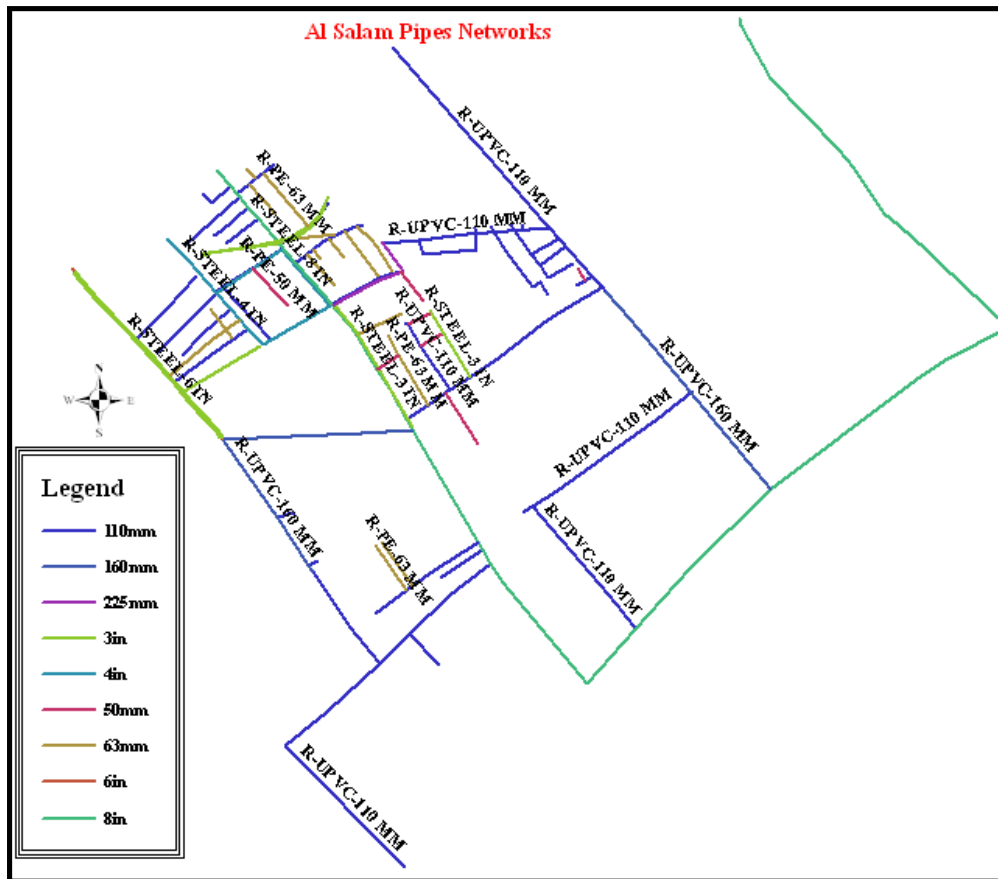 Al Salam Pipes Networks
R-UPVC-110 MM
R-PE-63 MM
R-STEEL-8 IN
R-UPVC-110 MM
R-STEEL-4 IN
R-PE-50 MM
R-STEEL-3 IN
R-UPVC-110 MM
R-PE-63 MM
R-STEEL-3 IN
R-STEEL-6 IN
R-UPVC-160 MM
R-UPVC-110 MM
R-UPVC-160 MM
R-PE-63 MM
R-UPVC-110 MM
R-UPVC-110 MM
N
W E
S
Legend
110mm
160mm
225mm
3in
4in
50mm
63mm
6in
8in